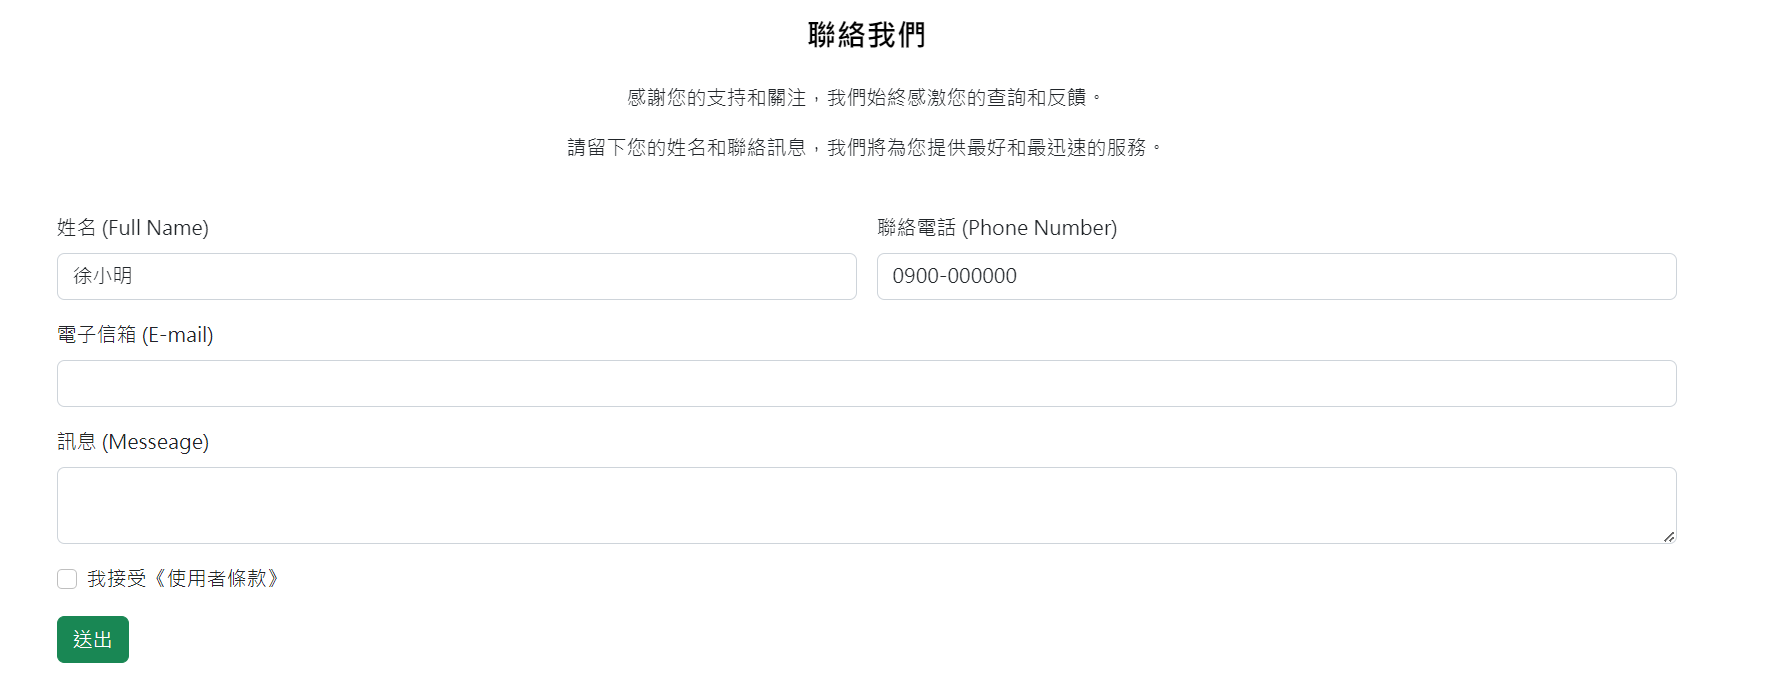 聯絡我們
感謝您的支持和關注，我們始終感激您的查詢和反饋。
請留下您的姓名和聯絡訊息，我們將為您提供最好和最迅速的服務。
姓名 (Full Name)
聯絡電話 (Phone Number)
徐小明
0900-000000
電子信箱 (E-mail)
訊息 (Messeage)
我接受《使用者條款》
送出